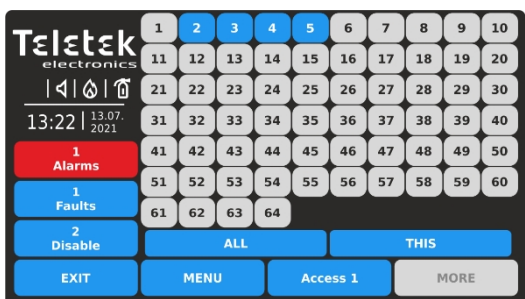 Teletek
electronics
13:22
13.07.
2021
1
Alarms
1
Faults
2
Disable
EXIT
1 2 3 4 5 6 7 8 9 10
11 12 13 14 15 16 17 18 19 20
21 22 23 24 25 26 27 28 29 30
31 32 33 34 35 36 37 38 39 40
41 42 43 44 45 46 47 48 49 50
51 52 53 54 55 56 57 58 59 60
61 62 63 64
ALL THIS
MENU Access 1 MORE